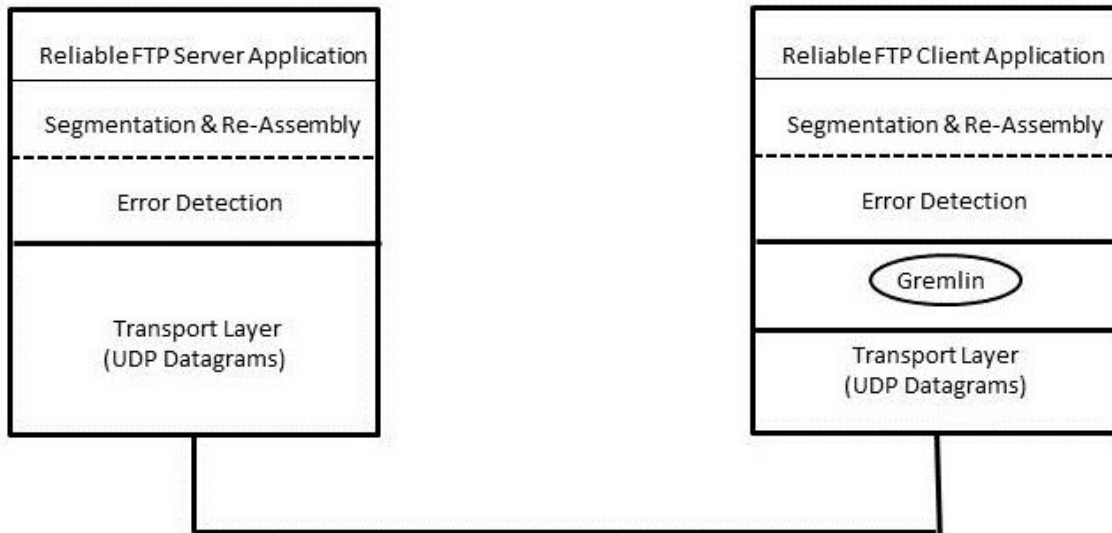 Reliable FTP Server Application
Segmentation & Re-Assembly
Error Detection
Transport Layer
(UDP Datagrams)
Reliable FTP Client Application
Segmentation & Re-Assembly
Error Detection
Gremlin
Transport Layer
(UDP Datagrams)